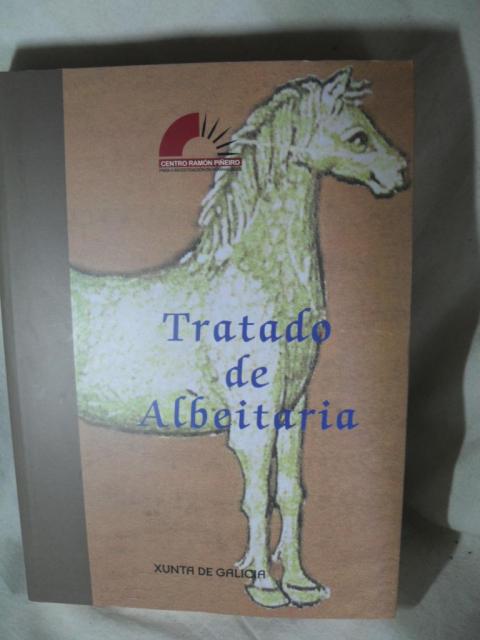 CENTRO RAMÓN PIÑEIRO
Tratado
de
Albeitaria
XUNTA DE GALICIA